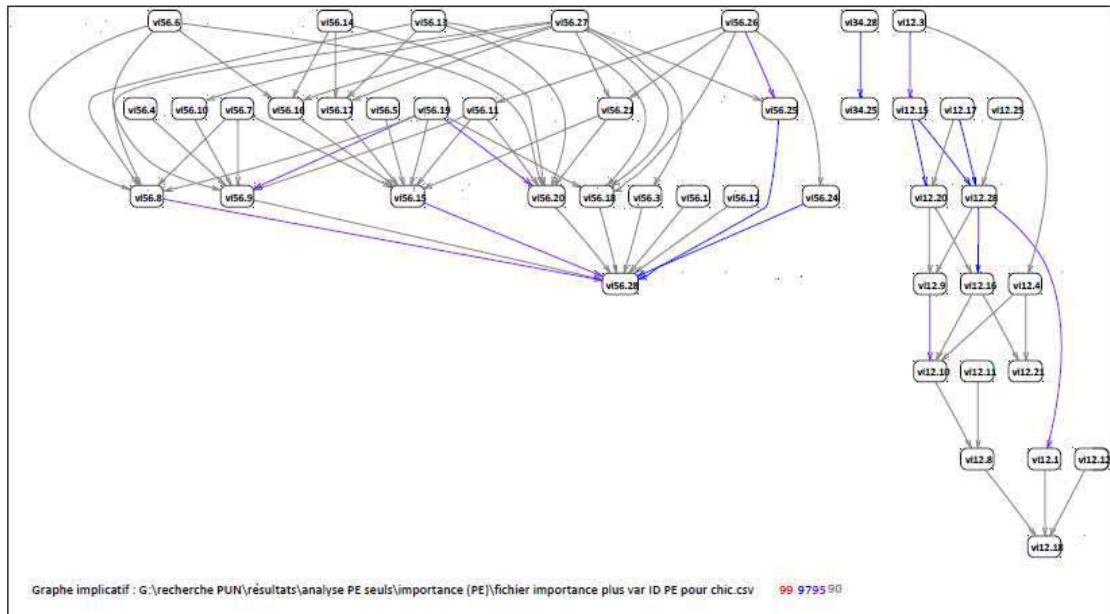 vi56.6 vi56.14 vi56.13 vi56.27 vi56.26 vi34.28 vi12.3
vi56.4 vi56.10 vi56.7 vi56.16 vi56.17 vi56.5 vi56.19 vi56.11 vi56.21 vi56.25 vi34.25 vi12.15 vi12.17 vi12.25
vi56.8 vi56.9 vi56.15 vi56.20 vi56.18 vi56.3 vi56.1 vi56.12 vi56.24 vi12.20 vi12.28
vi56.28 vi12.9 vi12.16 vi12.4
vi12.10 vi12.11 vi12.21
vi12.8 vi12.1 vi12.12
vi12.18
Graphe implicatif : G:\recherche PUN\résultats\analyse PE seuls\importance (PE)\fichier importance plus var ID PE pour chic.csv 99 9795 90